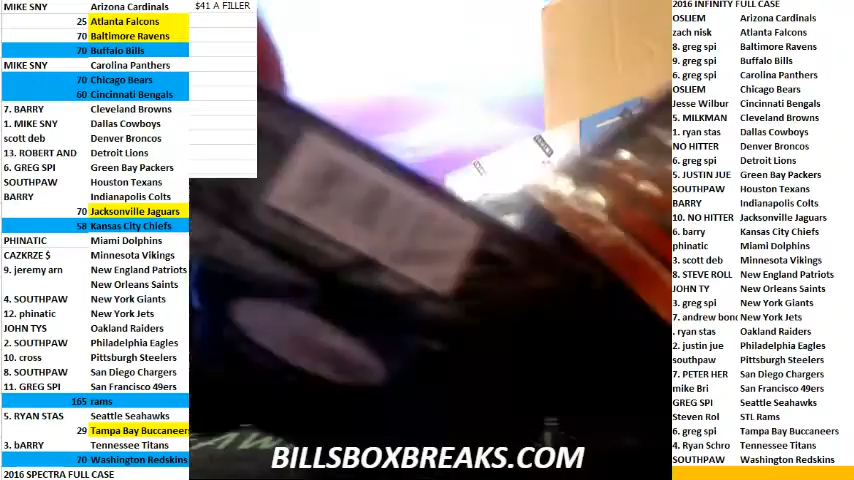 MIKE SNY Arizona Cardinals
25 Atlanta Falcons
70 Baltimore Ravens
70 Buffalo Bills
MIKE SNY Carolina Panthers
70 Chicago Bears
60 Cincinnati Bengals
7. BARRY Cleveland Browns
1. MIKE SNY Dallas Cowboys
scott deb Denver Broncos
13. ROBERT AND Detroit Lions
6. GREG SPI Green Bay Packers
SOUTHPAW Houston Texans
BARRY Indianapolis Colts
70 Jacksonville Jaguars
58 Kansas City Chiefs
PHINATIC Miami Dolphins
CAZKRZE $ Minnesota Vikings
9. jeremy arn New England Patriots
New Orleans Saints
4. SOUTHPAW New York Giants
12. phinatic New York Jets
JOHN TYS Oakland Raiders
2. SOUTHPAW Philadelphia Eagles
10. cross Pittsburgh Steelers
8. SOUTHPAW San Diego Chargers
11. GREG SPI San Francisco 49ers
165 rams
5. RYAN STAS Seattle Seahawks
29 Tampa Bay Buccaneer
3. bARRY Tennessee Titans
70 Washington Redskins
2016 SPECTRA FULL CASE
$41 A FILLER
BILLSBOXBREAKS.COM
2016 INFINITY FULL CASE
OSLIEM Arizona Cardinals
zach nisk Atlanta Falcons
8. greg spi Baltimore Ravens
9. greg spi Buffalo Bills
6. greg spi Carolina Panthers
OSLIEM Chicago Bears
Jesse Wilbur Cincinnati Bengals
5. MILKMAN Cleveland Browns
1. ryan stas Dallas Cowboys
NO HITTER Denver Broncos
6. greg spi Detroit Lions
5. JUSTIN JUE Green Bay Packers
SOUTHPAW Houston Texans
BARRY Indianapolis Colts
10. NO HITTER Jacksonville Jaguars
6. barry Kansas City Chiefs
phinatic Miami Dolphins
3. scott deb Minnesota Vikings
8. STEVE ROLL New England Patriots
JOHN TY New Orleans Saints
3. greg spi New York Giants
7. andrew bond New York Jets
. ryan stas Oakland Raiders
2. justin jue Philadelphia Eagles
southpaw Pittsburgh Steelers
7. PETER HER San Diego Chargers
mike Bri San Francisco 49ers
GREG SPI Seattle Seahawks
Steven Rol STL Rams
6. greg spi Tampa Bay Buccaneers
4. Ryan Schro Tennessee Titans
SOUTHPAW Washington Redskins